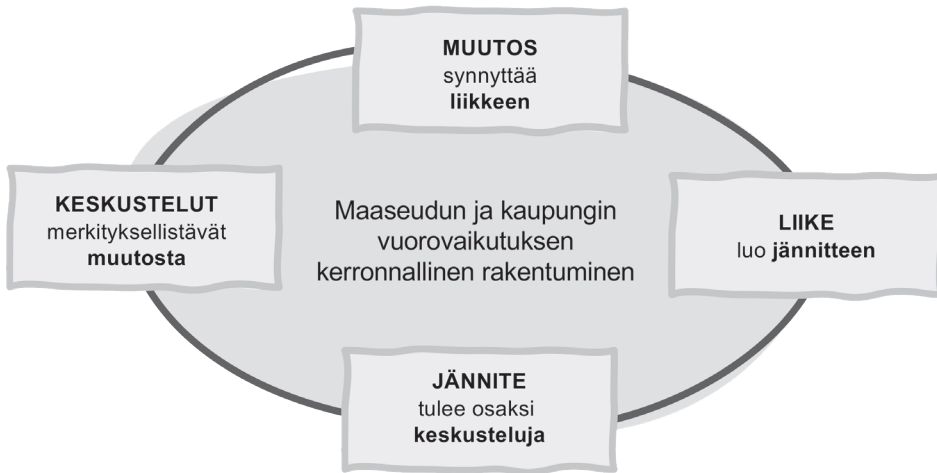 MUUTOS
synnyttää
liikkeen
KESKUSTELUT
merkityksellistävät
muutosta
Maaseudun ja kaupungin
vuorovaikutuksen
kerronnallinen rakentuminen
LIIKE
luo jännitteen
JÄNNITE
tulee osaksi
keskusteluja